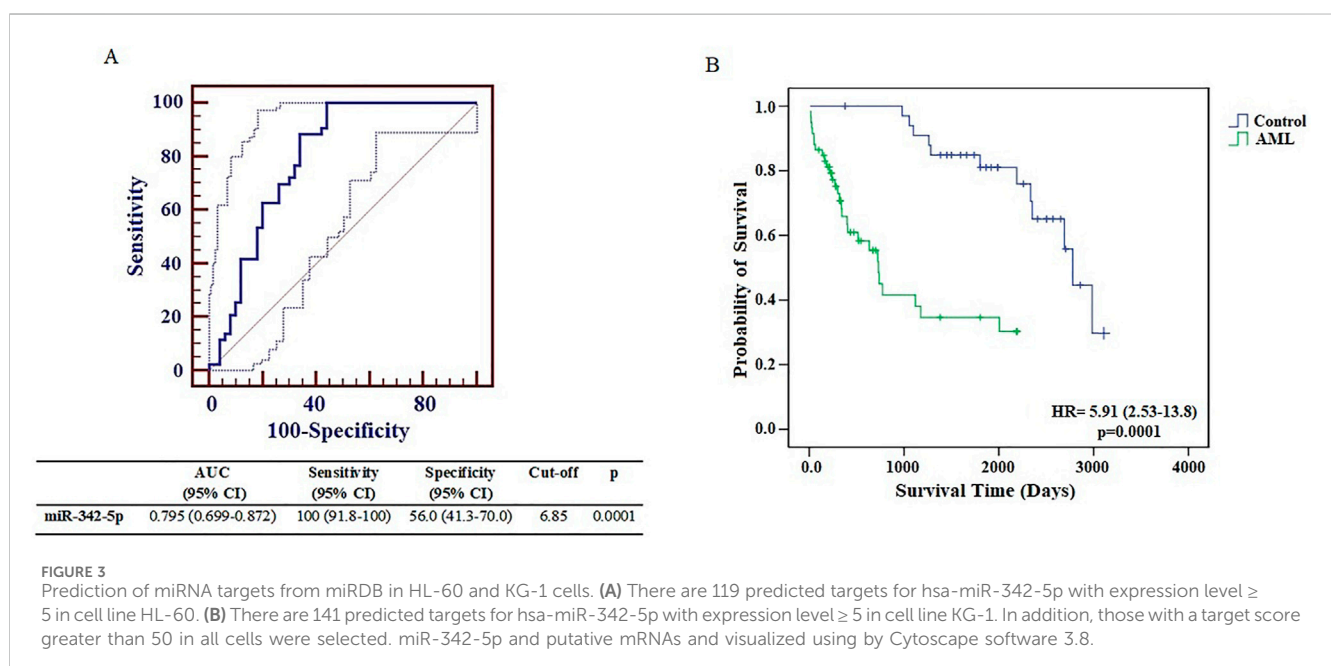 A
100
80
60
40
20
0
Sensitivity
0 40 80
100-Specificity
AUC Sensitivity Specificity Cut-off p
(95% CI) (95% CI) (95% CI)
miR-342-5p 0.795 (0.699-0.872) 100 (91.8-100) 56.0 (41.3-70.0) 6.85 0.0001
B
1.0
0.8
0.6
0.4
0.2
0.0
Probability of Survival
Control
AML
HR= 5.91 (2.53-13.8)
p=0.0001
0.0 1000 2000 3000 4000
Survival Time (Days)
FIGURE 3
Prediction of miRNA targets from miRDB in HL-60 and KG-1 cells. (A) There are 119 predicted targets for hsa-miR-342-5p with expression level ≥
5 in cell line HL-60. (B) There are 141 predicted targets for hsa-miR-342-5p with expression level ≥ 5 in cell line KG-1. In addition, those with a target score
greater than 50 in all cells were selected. miR-342-5p and putative mRNAs and visualized using by Cytoscape software 3.8.